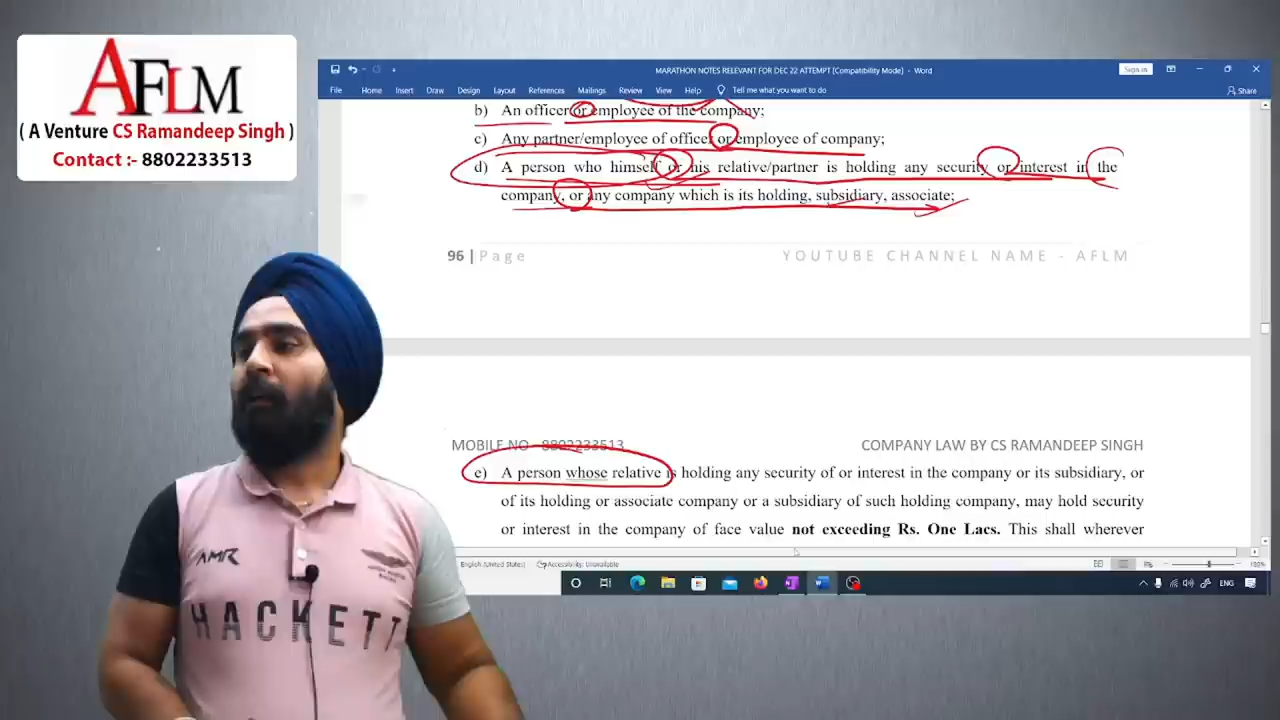 AFLM
( A Venture CS Ramandeep Singh )
Contact :- 8802233513
MARATHON NOTES RELEVANT FOR DEC 22 ATTEMPT [Compatibility Mode] - Word
Sign in
File Home Insert Draw Design Layout References Mailings Review View Help Tell me what you want to do
Share
b) An officer or employee of the company;
c) Any partner/employee of officer or employee of company;
d) A person who himself or his relative/partner is holding any security or interest in the
company, or any company which is its holding, subsidiary, associate;
96 | Page
YOUTUBE CHANNEL NAME - AFLM
MOBILE NO - 8802233513
COMPANY LAW BY CS RAMANDEEP SINGH
e) A person whose relative is holding any security of or interest in the company or its subsidiary, or
of its holding or associate company or a subsidiary of such holding company, may hold security
or interest in the company of face value not exceeding Rs. One Lacs. This shall wherever
English (United States) Accessibility: Unavailable
ENG
AMR
HACKETT